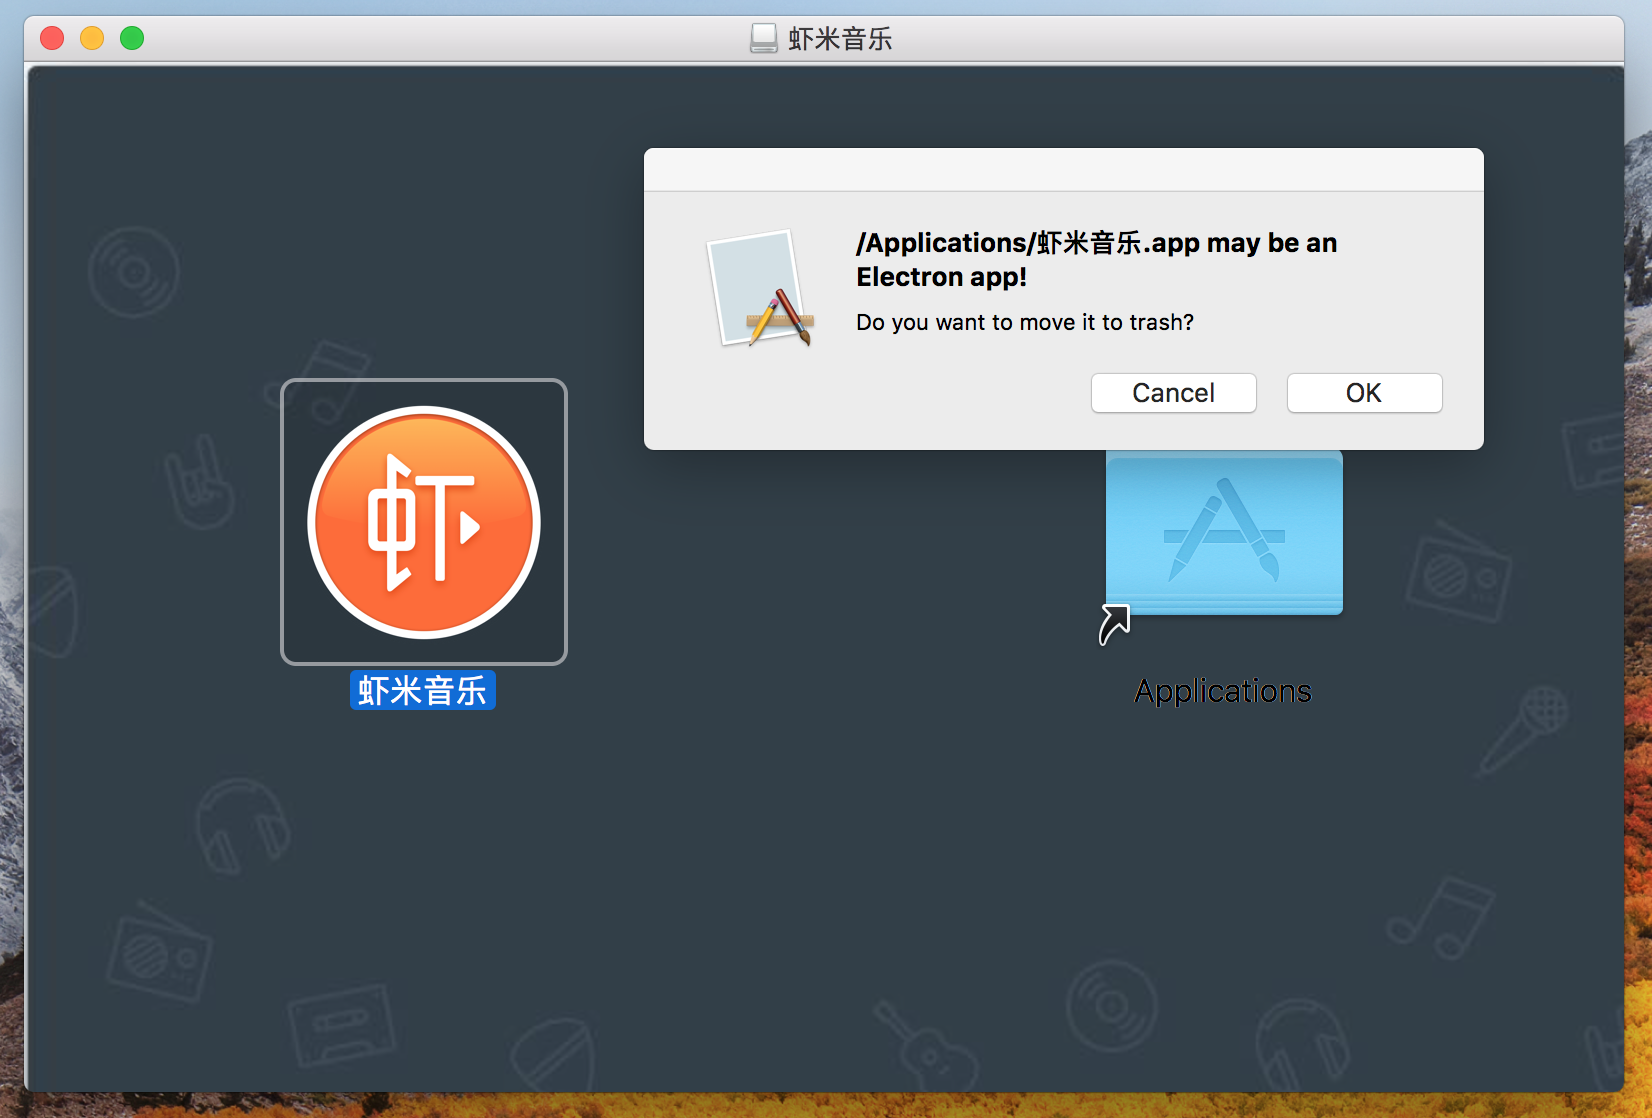 虾米音乐
/Applications/虾米音乐.app may be an
Electron app!
Do you want to move it to trash?
Cancel
OK
虾
虾米音乐
Applications